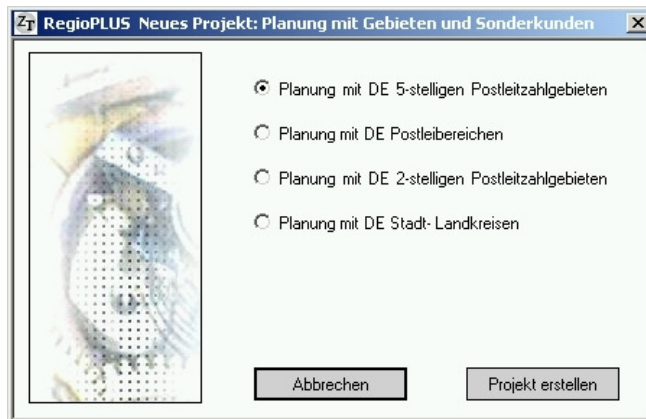 ZT RegioPLUS Neues Projekt: Planung mit Gebieten und Sonderkunden
Planung mit DE 5-stelligen Postleitzahlgebieten
Planung mit DE Postleibereichen
Planung mit DE 2-stelligen Postleitzahlgebieten
Planung mit DE Stadt- Landkreisen
Abbrechen
Projekt erstellen